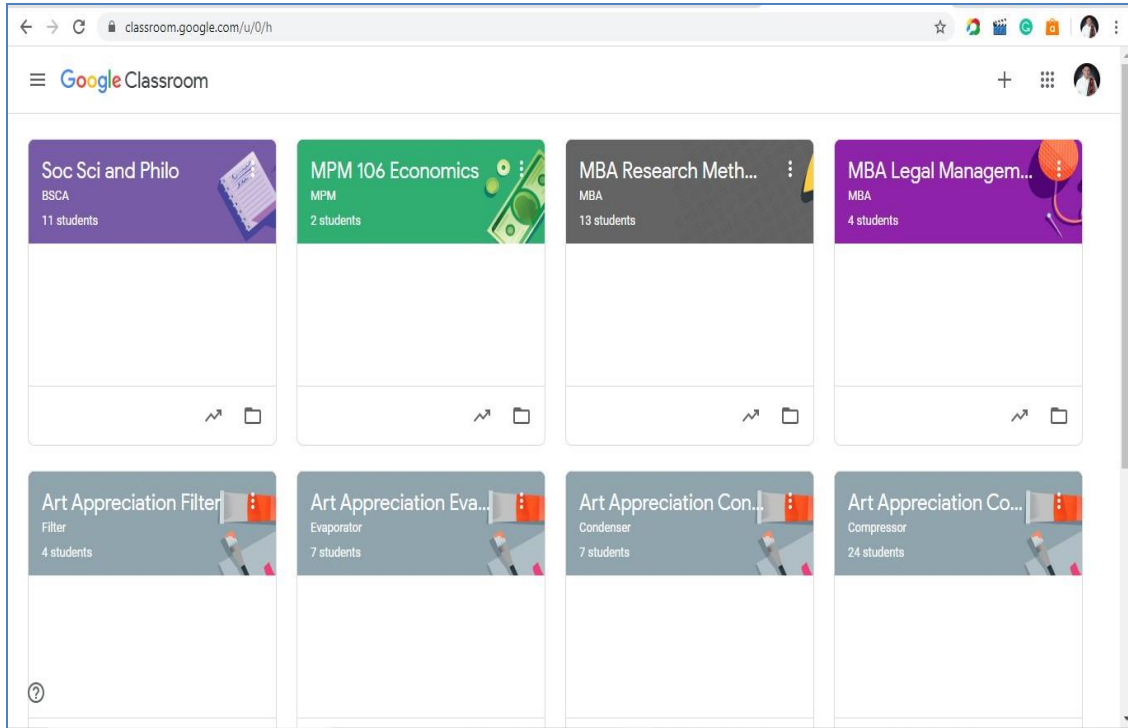 classroom.google.com/u/0/h
Google Classroom
Soc Sci and Philo
BSCA
11 students
MPM 106 Economics
MPM
2 students
MBA Research Meth...
MBA
13 students
MBA Legal Managem...
MBA
4 students
Art Appreciation Filter
Filter
4 students
Art Appreciation Eva...
Evaporator
7 students
Art Appreciation Con...
Condenser
7 students
Art Appreciation Co...
Compressor
24 students